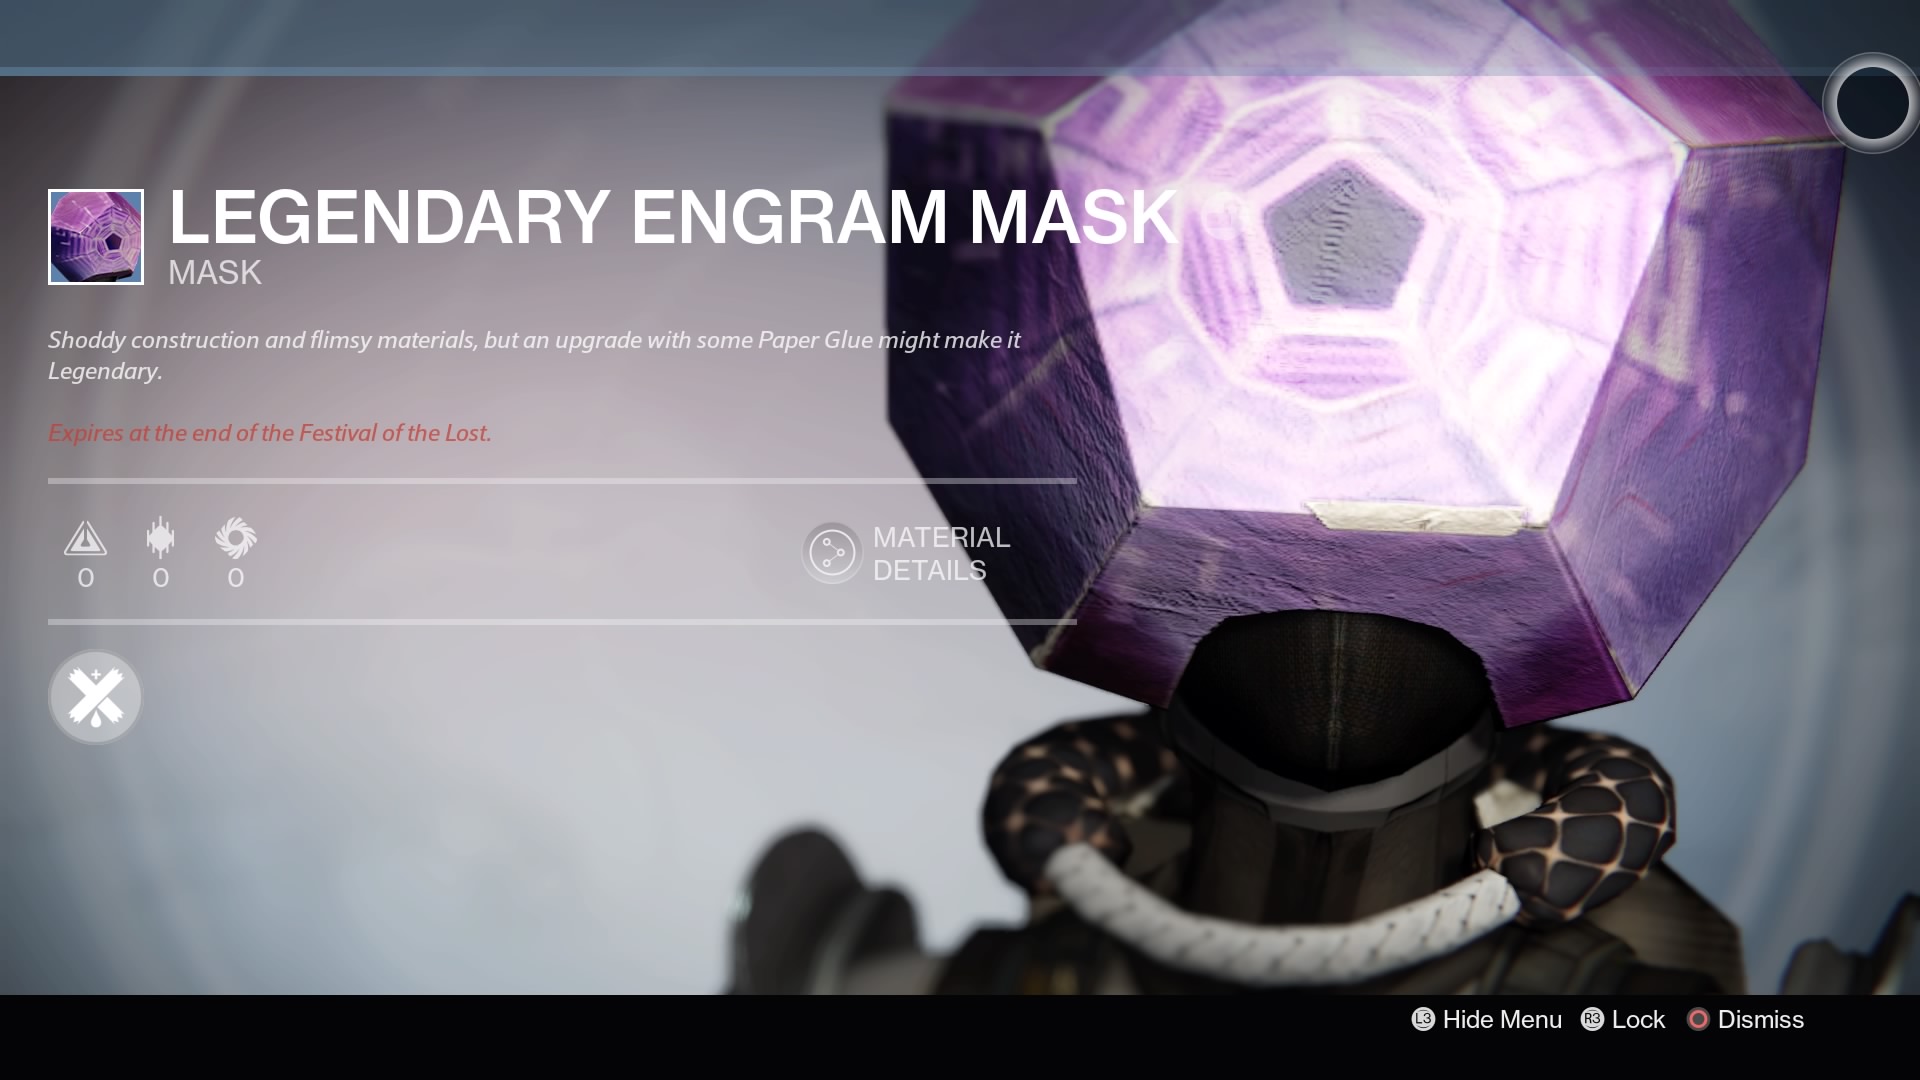 LEGENDARY ENGRAM MASK
MASK
Shoddy construction and flimsy materials, but an upgrade with some Paper Glue might make it
Legendary.
Expires at the end of the Festival of the Lost.
0 0 0
MATERIAL
DETAILS
L3 Hide Menu R3 Lock Dismiss